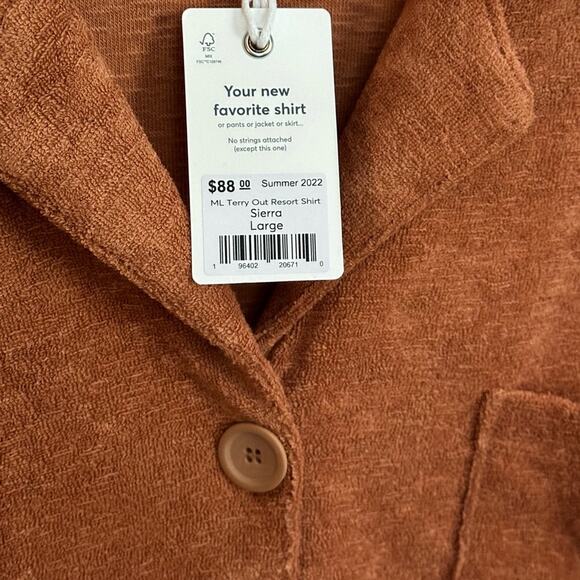 FSC
MIX
Your new
favorite shirt
or pants or jacket or skirt...
No strings attached
(except this one)
$88 00 Summer 2022
ML Terry Out Resort Shirt
Sierra
Large
1 96402 20671 0